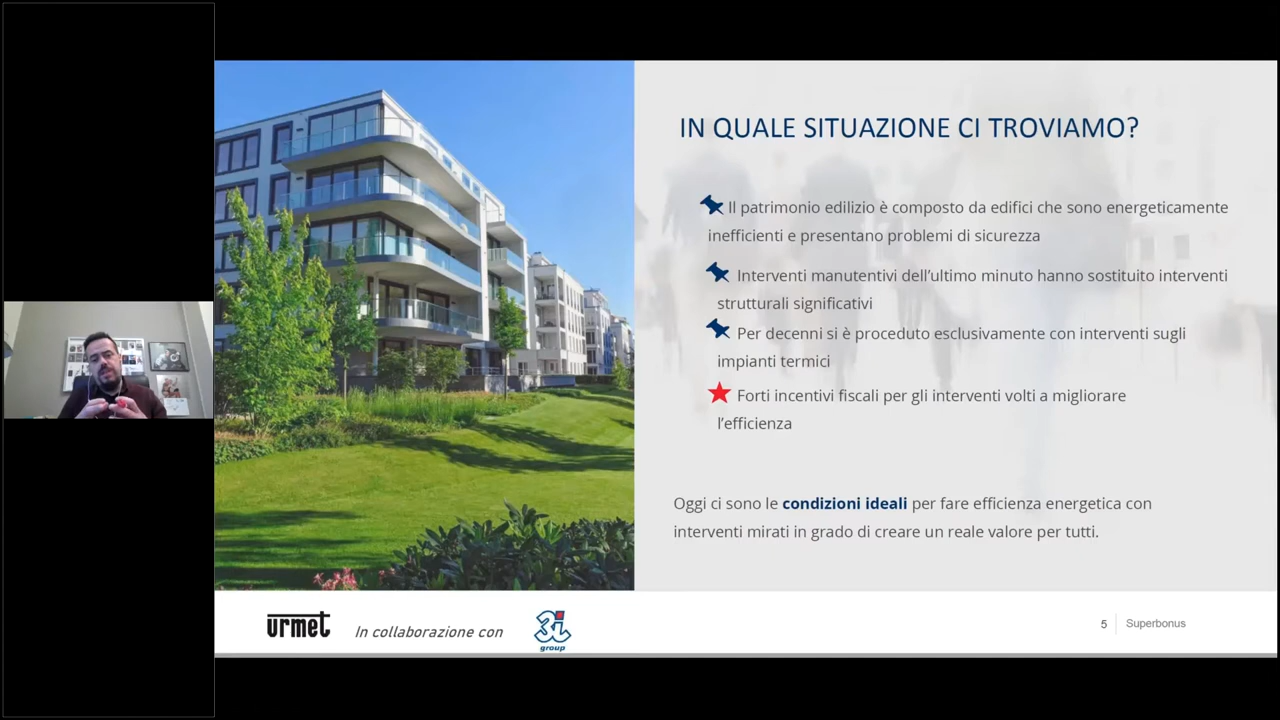 IN QUALE SITUAZIONE CI TROVIAMO?
Il patrimonio edilizio è composto da edifici che sono energeticamente
inefficienti e presentano problemi di sicurezza
Interventi manutentivi dell’ultimo minuto hanno sostituito interventi
strutturali significativi
Per decenni si è proceduto esclusivamente con interventi sugli
impianti termici
Forti incentivi fiscali per gli interventi volti a migliorare
l’efficienza
Oggi ci sono le condizioni ideali per fare efficienza energetica con
interventi mirati in grado di creare un reale valore per tutti.
urmet
In collaborazione con
3i
group
5
Superbonus